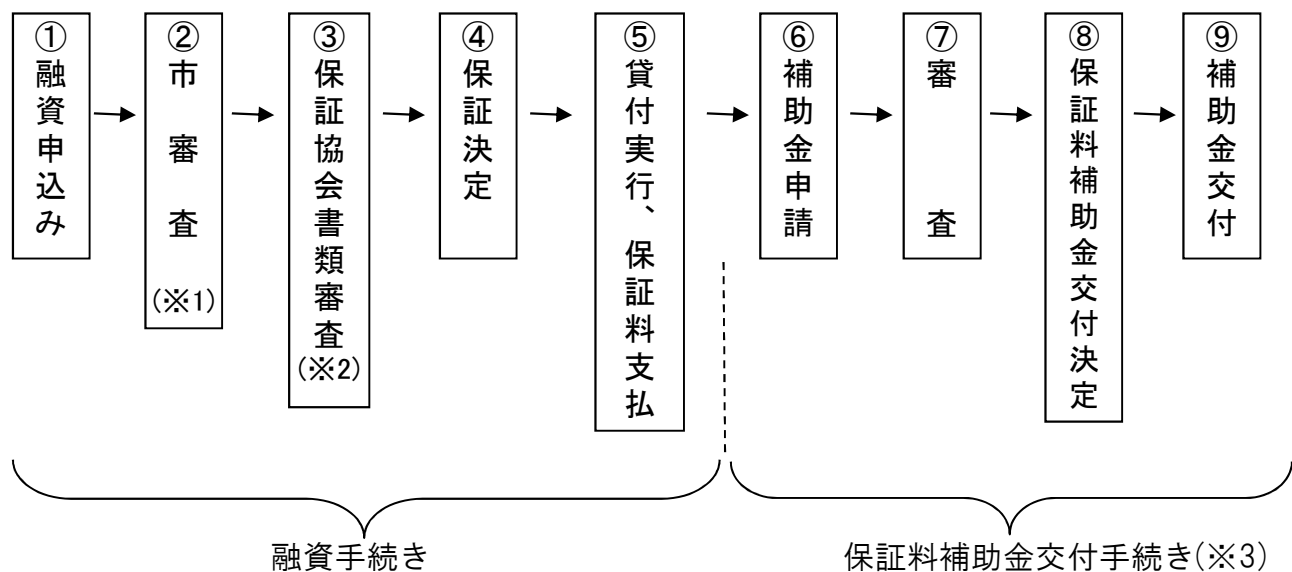 ①融資申込み
②市審査(※1)
③保証協会書類審査(※2)
④保証決定
⑤貸付実行、保証料支払
⑥補助金申請
⑦審査
⑧保証料補助金交付決定
⑨補助金交付
融資手続き
保証料補助金交付手続き(※3)